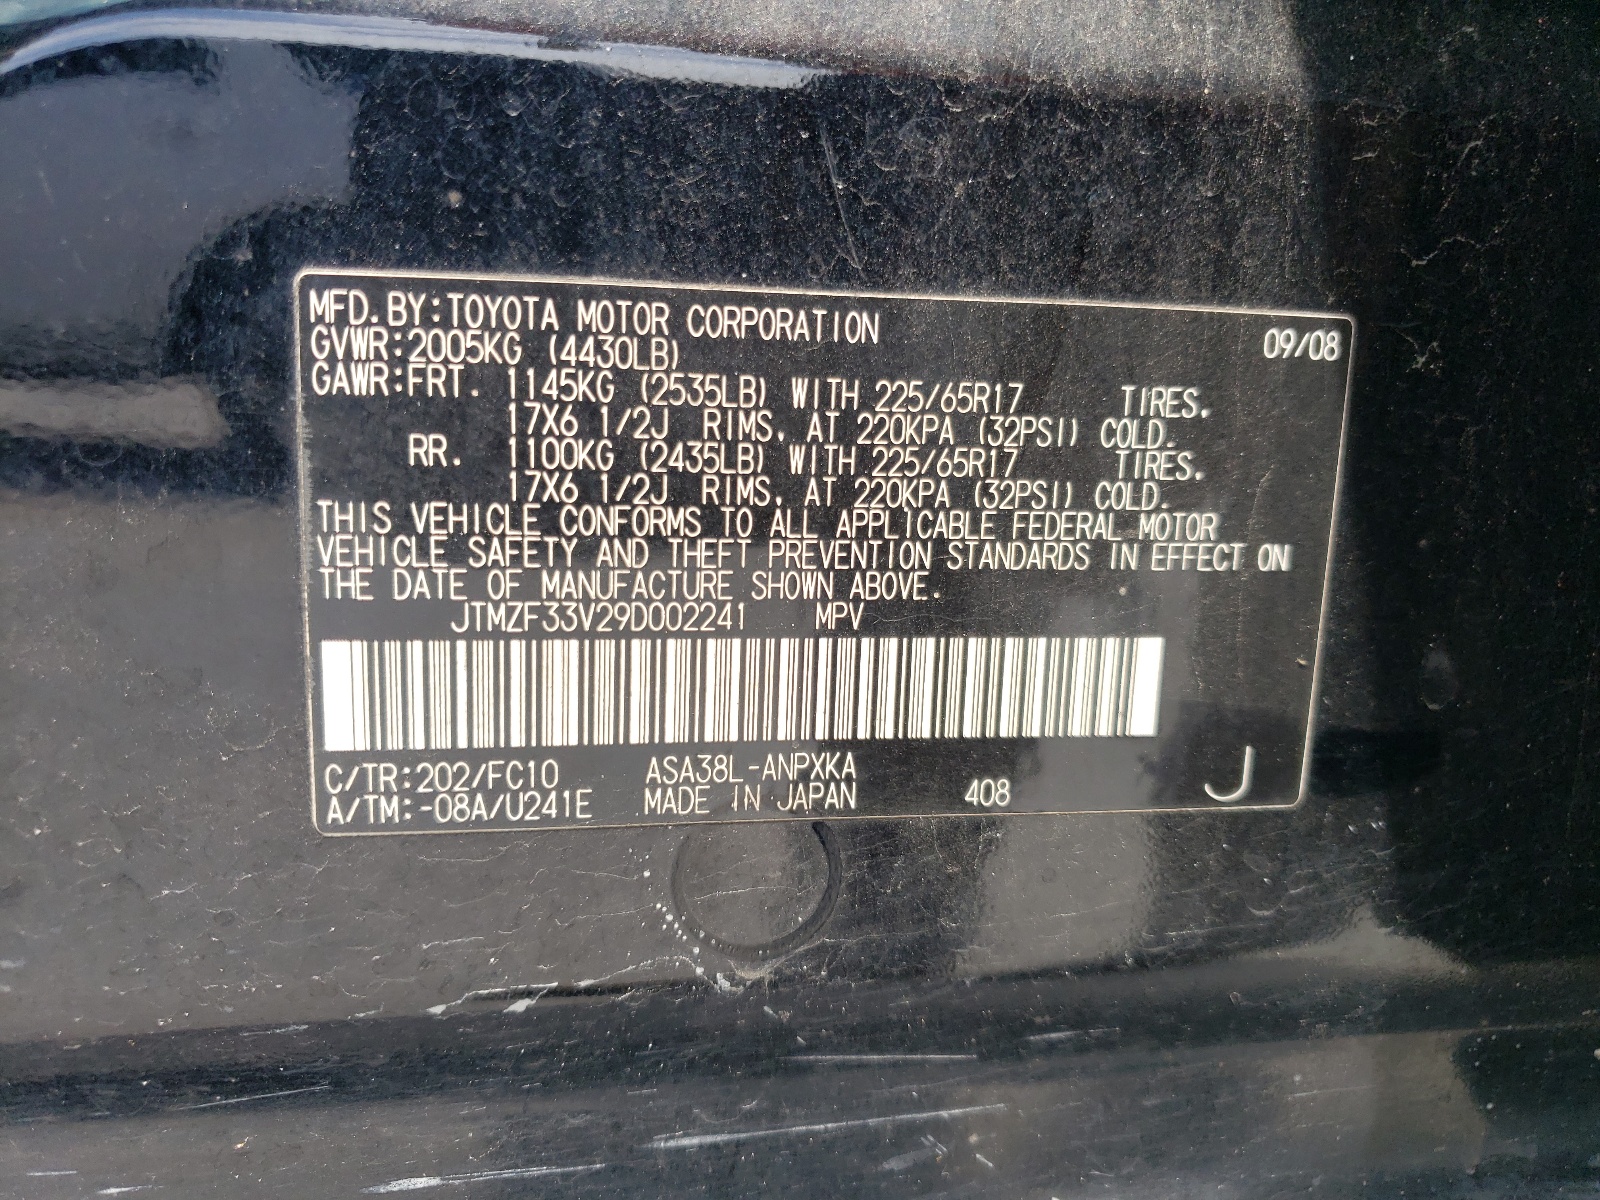 MFD. BY: TOYOTA MOTOR CORPORATION 09/08
GVWR: 2005KG (4430LB)
GAWR: FRT. 1145KG (2535LB) WITH 225/65R17 TIRES,
17X6 1/2J RIMS, AT 220KPA (32PSI) COLD.
RR. 1100KG (2435LB) WITH 225/65R17 TIRES,
17X6 1/2J RIMS, AT 220KPA (32PSI) COLD.
THIS VEHICLE CONFORMS TO ALL APPLICABLE FEDERAL MOTOR
VEHICLE SAFETY AND THEFT PREVENTION STANDARDS IN EFFECT ON
THE DATE OF MANUFACTURE SHOWN ABOVE.
JTMZF33V29D002241 MPV
C/TR: 202/FC10 ASA38L-ANPXKA
A/TM: -08A/U241E MADE IN JAPAN 408 J